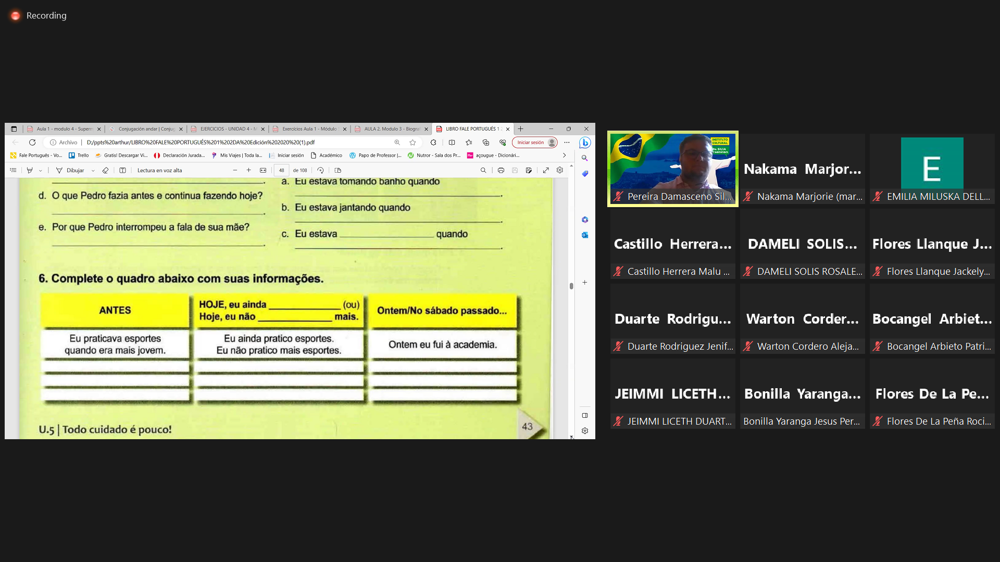 Recording
Aula 1 - modulo 4 - Superm
Conjugación andar | Conjug
EJERCICIOS - UNIDAD 4 - M
Exercícios Aula 1 - Módulo
AULA 2. Modulo 3 - Biograf
LIBRO FALE PORTUGUÉS 1 2
Archivo | D:/ppts%20arthur/LIBRO%20FALE%20PORTUGUÉS%201%202DA%20Edición%202020%20(1).pdf
Iniciar sesión
Fale Português - Vo...
Trello
Gratis! Descargar Vi...
Declaración Jurada...
Mis Viajes | Toda la...
Iniciar sesión
Académico
Papo de Professor |...
Nutror - Sala dos Pr...
açougue - Dicionári...
Dibujar
Lectura en voz alta
48 de 108
a. Eu estava tomando banho quando
d. O que Pedro fazia antes e continua fazendo hoje?
b. Eu estava jantando quando
e. Por que Pedro interrompeu a fala de sua mãe?
c. Eu estava ____________ quando
6. Complete o quadro abaixo com suas informações.
ANTES
HOJE, eu ainda ____________ (ou)
Hoje, eu não ____________ mais.
Ontem/No sábado passado...
Eu praticava esportes
quando era mais jovem.
Eu ainda pratico esportes.
Eu não pratico mais esportes.
Ontem eu fui à academia.
U.5 | Todo cuidado é pouco!
43
INSTITUTO
CULTURAL
DA SILVA
CORDEIRO
Pereira Damasceno Sil...
Nakama Marjor...
Nakama Marjorie (mar...
E
EMILIA MILUSKA DELL...
Castillo Herrera...
Castillo Herrera Malu ...
DAMELI SOLIS...
DAMELI SOLIS ROSALE...
Flores Llanque J...
Flores Llanque Jackely...
Duarte Rodrigu...
Duarte Rodriguez Jenif...
Warton Corder...
Warton Cordero Aleja...
Bocangel Arbiet...
Bocangel Arbieto Patri...
JEIMMI LICETH...
JEIMMI LICETH DUART...
Bonilla Yaranga...
Bonilla Yaranga Jesus Per...
Flores De La Pe...
Flores De La Peña Roci...